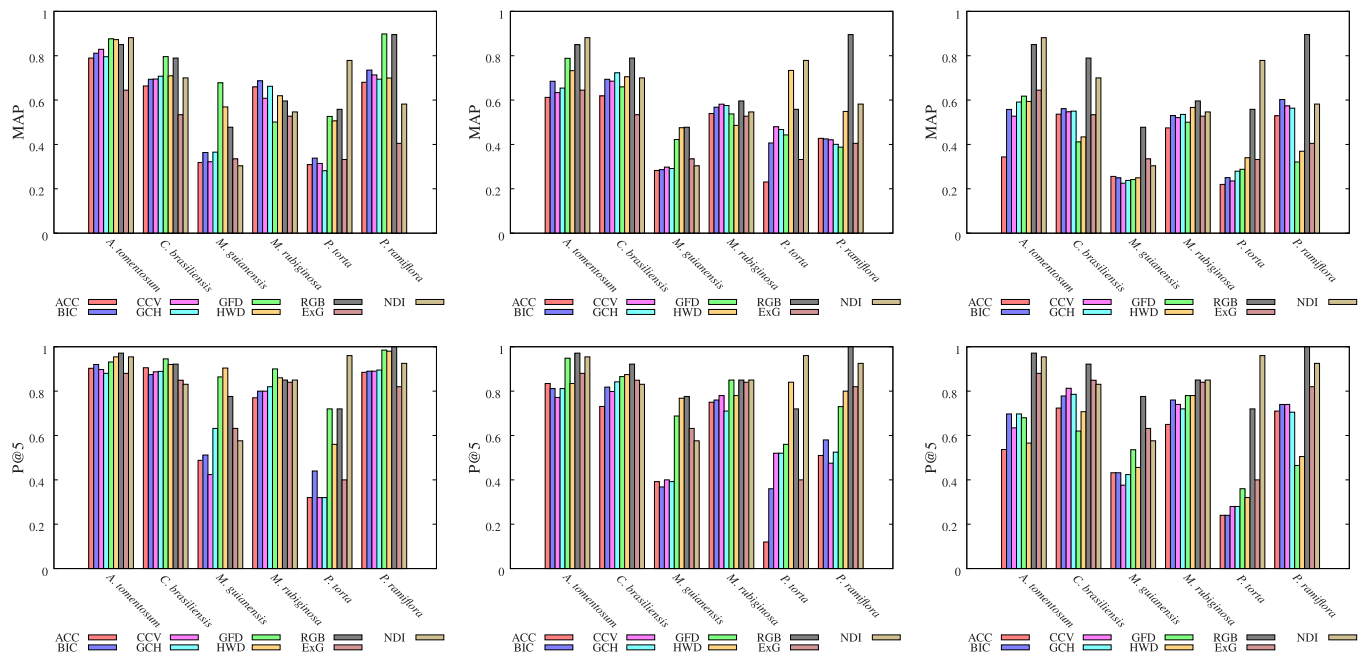 1
0.8
0.6
0.4
0.2
0
MAP
A. tomentosum
C. brasiliensis
M. guianensis
M. rubiginosa
P. torta
P. ramiflora
ACC CCV GFD RGB NDI
BIC GCH HWD ExG
1
0.8
0.6
0.4
0.2
0
MAP
A. tomentosum
C. brasiliensis
M. guianensis
M. rubiginosa
P. torta
P. ramiflora
ACC CCV GFD RGB NDI
BIC GCH HWD ExG
1
0.8
0.6
0.4
0.2
0
MAP
A. tomentosum
C. brasiliensis
M. guianensis
M. rubiginosa
P. torta
P. ramiflora
ACC CCV GFD RGB NDI
BIC GCH HWD ExG
1
0.8
0.6
0.4
0.2
0
P@5
A. tomentosum
C. brasiliensis
M. guianensis
M. rubiginosa
P. torta
P. ramiflora
ACC CCV GFD RGB NDI
BIC GCH HWD ExG
1
0.8
0.6
0.4
0.2
0
P@5
A. tomentosum
C. brasiliensis
M. guianensis
M. rubiginosa
P. torta
P. ramiflora
ACC CCV GFD RGB NDI
BIC GCH HWD ExG
1
0.8
0.6
0.4
0.2
0
P@5
A. tomentosum
C. brasiliensis
M. guianensis
M. rubiginosa
P. torta
P. ramiflora
ACC CCV GFD RGB NDI
BIC GCH HWD ExG